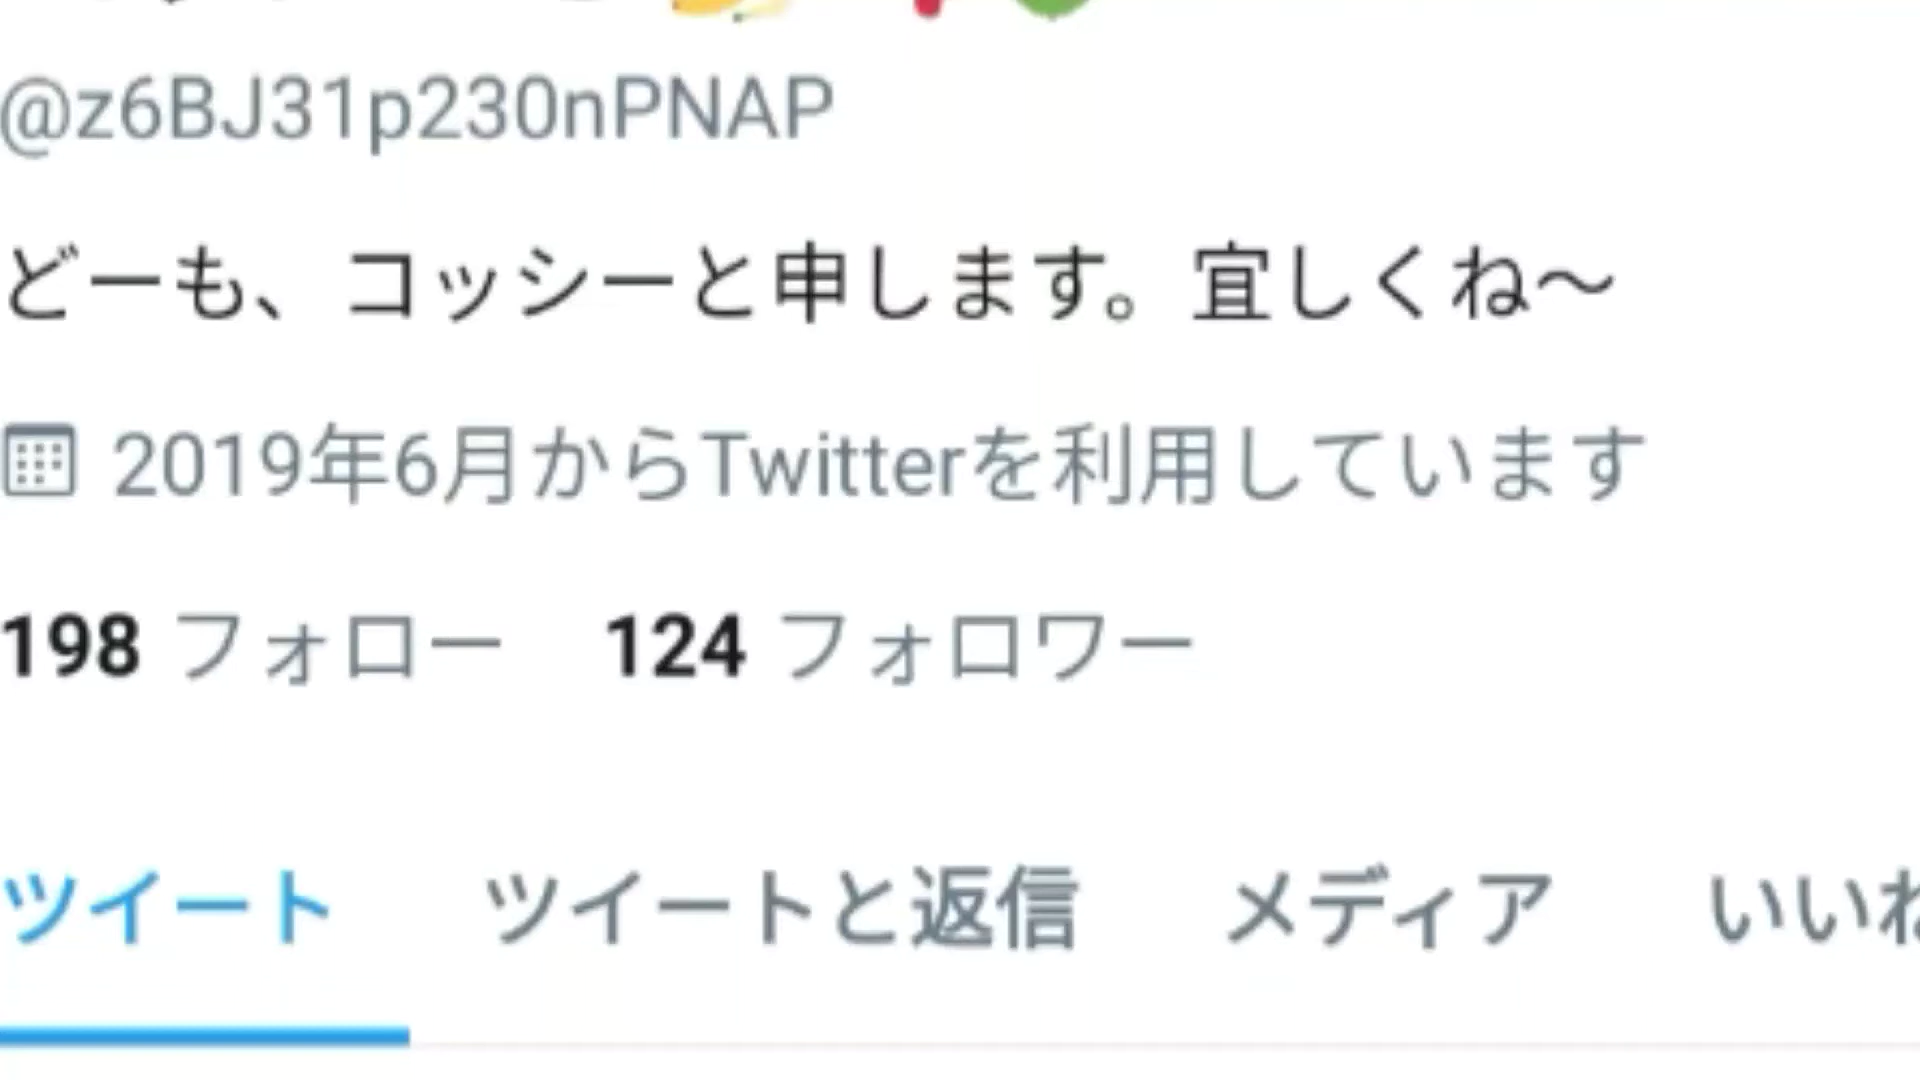 @z6BJ31p230nPNAP
どーも、コッシーと申します。宜しくね〜
2019年6月からTwitterを利用しています
198 フォロー 124 フォロワー
ツイート ツイートと返信 メディア いいね